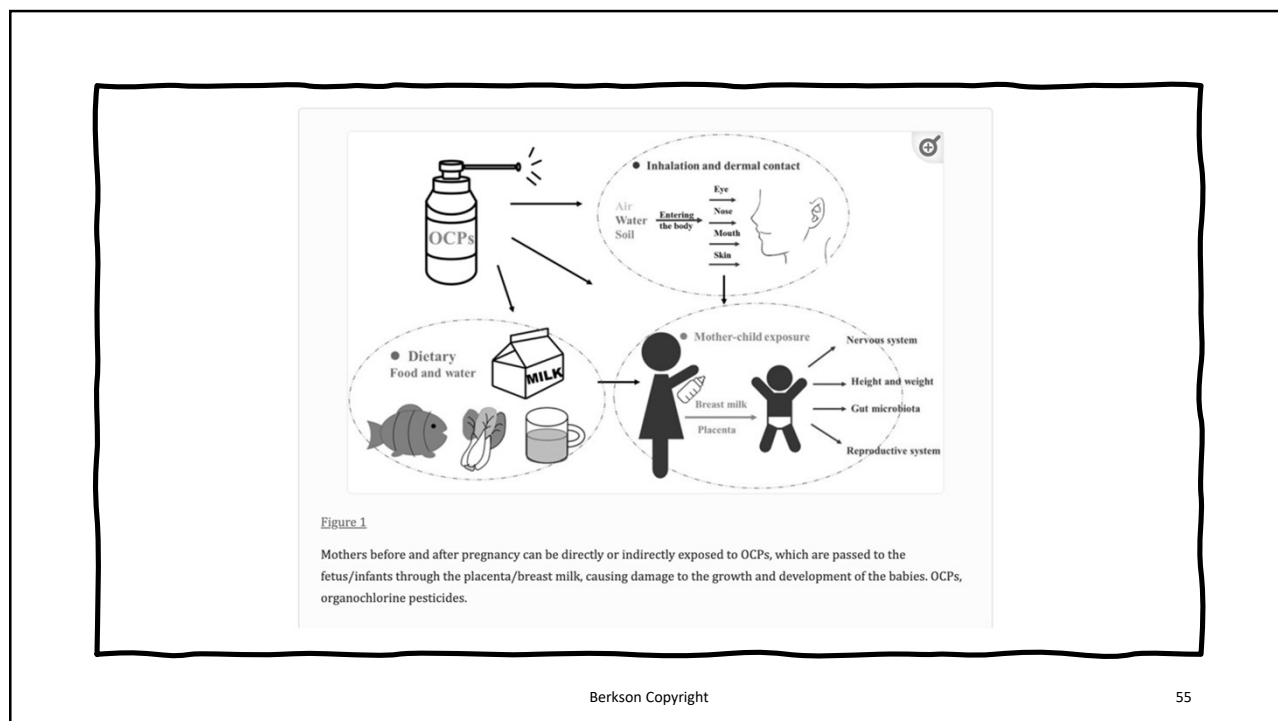 OCPs
● Inhalation and dermal contact
Air
Water
Soil
Entering
the body
Eye
Nose
Mouth
Skin
● Dietary
Food and water
MILK
● Mother-child exposure
Breast milk
Placenta
Nervous system
Height and weight
Gut microbiota
Reproductive system
Figure 1
Mothers before and after pregnancy can be directly or indirectly exposed to OCPs, which are passed to the
fetus/infants through the placenta/breast milk, causing damage to the growth and development of the babies. OCPs,
organochlorine pesticides.
Berkson Copyright
55